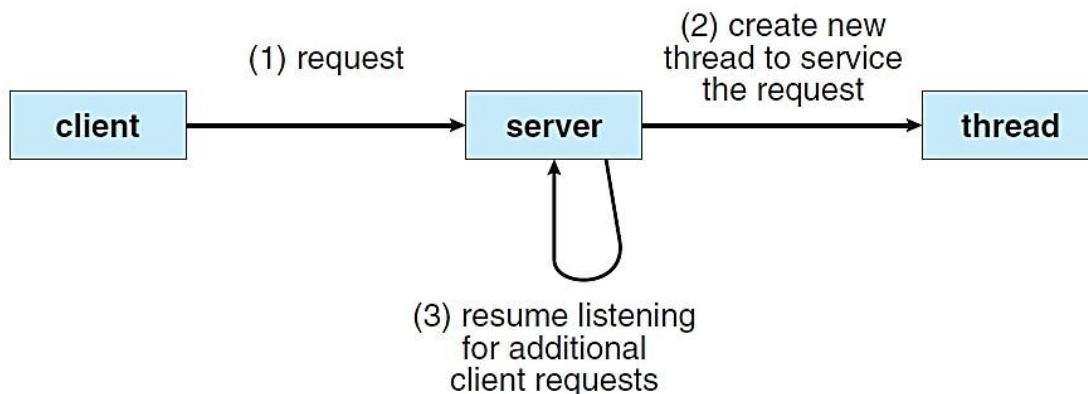 (1) request
(2) create new
thread to service
the request
client
server
thread
(3) resume listening
for additional
client requests